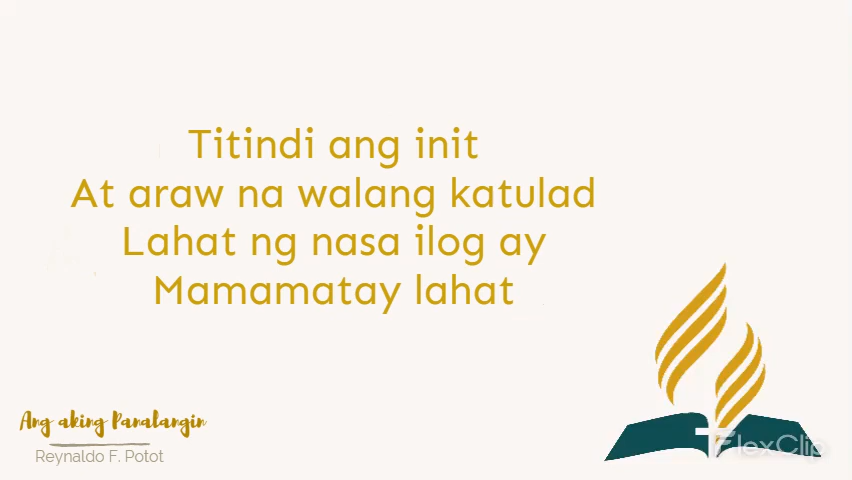 Titindi ang init
At araw na walang katulad
Lahat ng nasa ilog ay
Mamamatay lahat
Ang aking Panalangin
Reynaldo F. Potot
FlexClip